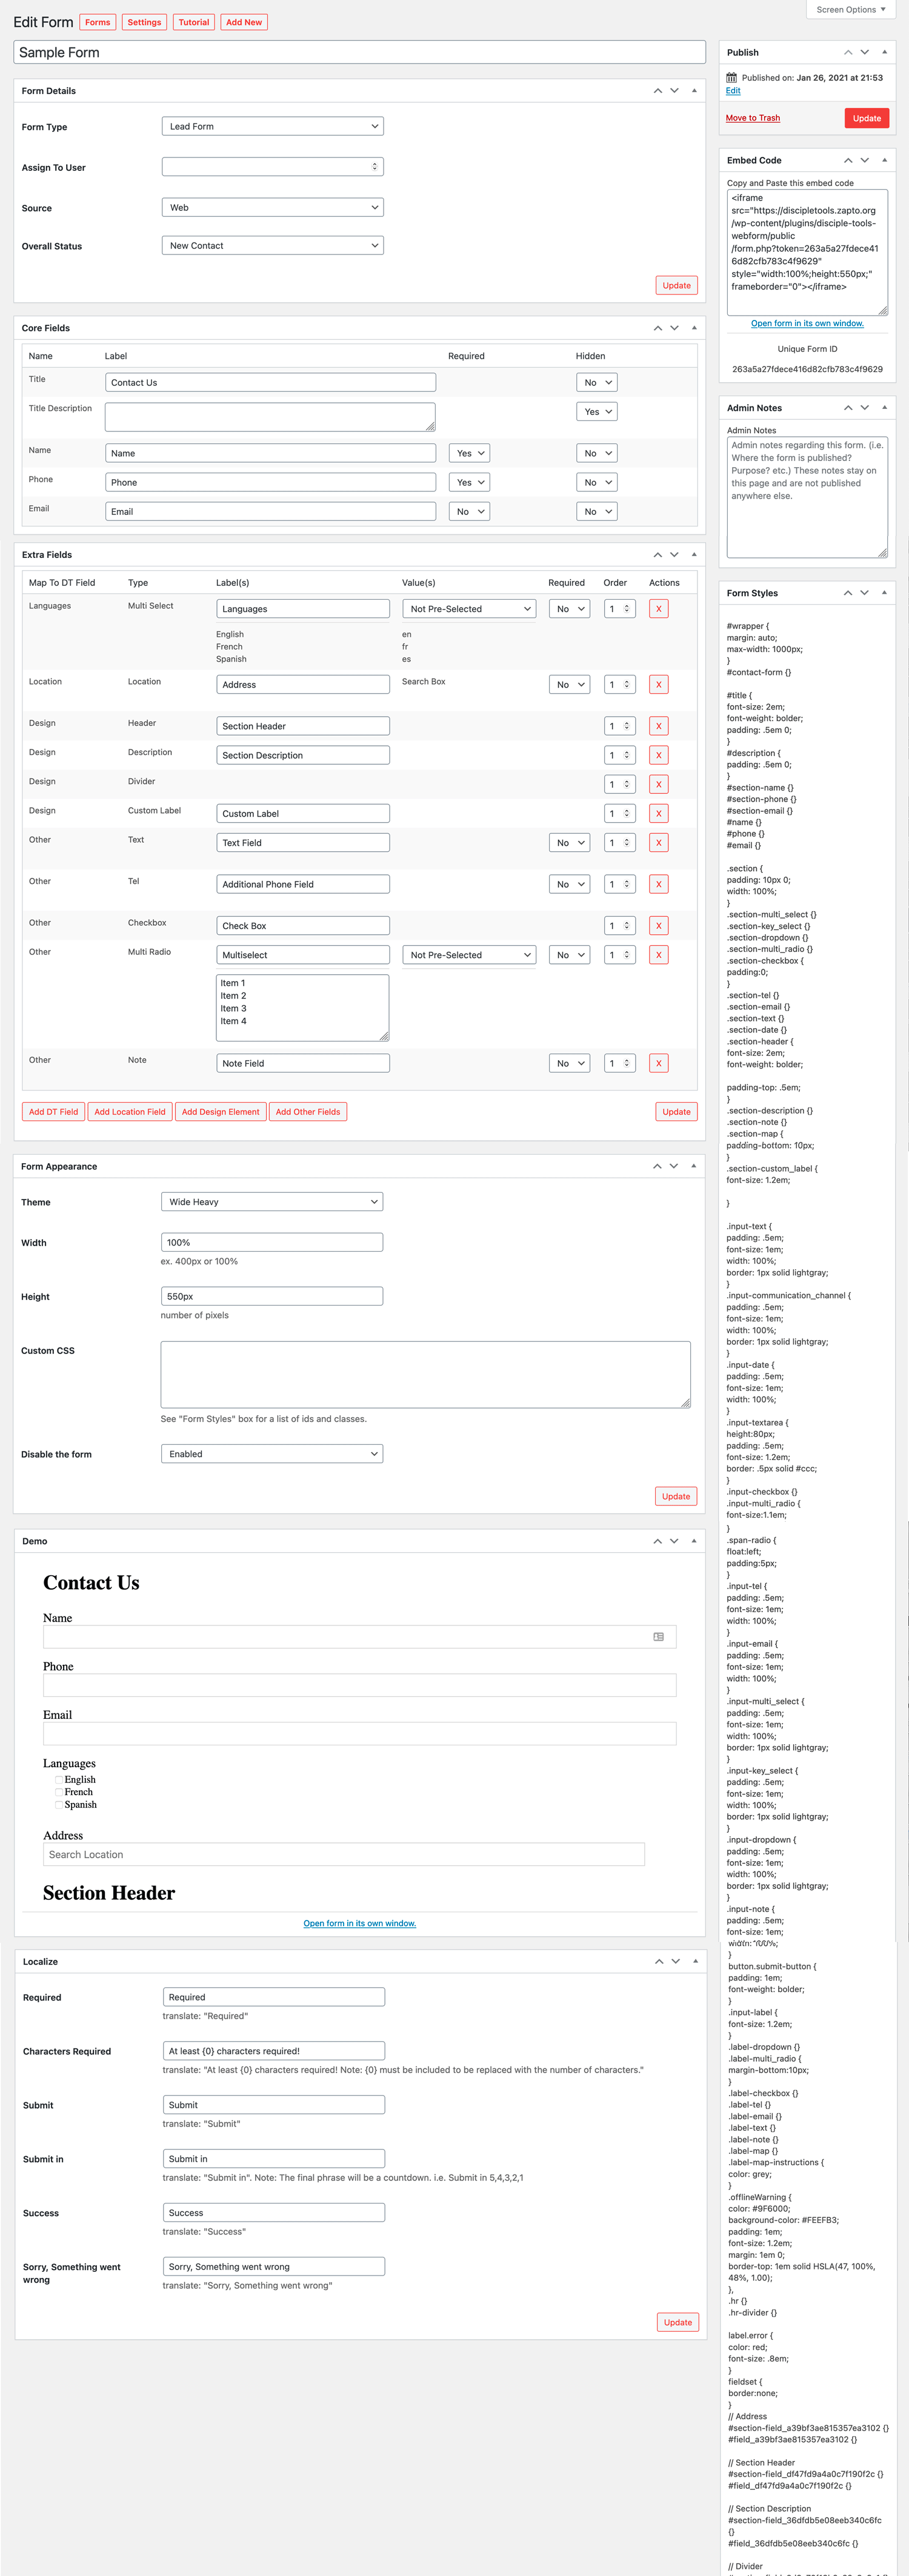 Screen Options
Edit Form Forms Settings Tutorial Add New
Sample Form
Form Details
Form Type Lead Form
Assign To User
Source Web
Overall Status New Contact
Update
Core Fields
Name Label Required Hidden
Title Contact Us No
Title Description Yes
Name Name Yes No
Phone Phone Yes No
Email Email No No
Extra Fields
Map To DT Field Type Label(s) Value(s) Required Order Actions
Languages Multi Select Languages Not Pre-Selected No 1 X
English en
French fr
Spanish es
Location Location Address Search Box No 1 X
Design Header Section Header 1 X
Design Description Section Description 1 X
Design Divider 1 X
Design Custom Label Custom Label 1 X
Other Text Text Field No 1 X
Other Tel Additional Phone Field No 1 X
Other Checkbox Check Box 1 X
Other Multi Radio Multiselect Not Pre-Selected No 1 X
Item 1
Item 2
Item 3
Item 4
Other Note Note Field No 1 X
Add DT Field Add Location Field Add Design Element Add Other Fields Update
Form Appearance
Theme Wide Heavy
Width 100%
ex. 400px or 100%
Height 550px
number of pixels
Custom CSS
See "Form Styles" box for a list of ids and classes.
Disable the form Enabled
Update
Demo
Contact Us
Name
Phone
Email
Languages
English
French
Spanish
Address
Search Location
Section Header
Open form in its own window.
Localize
Required Required
translate: "Required"
Characters Required At least {0} characters required!
translate: "At least {0} characters required! Note: {0} must be included to be replaced with the number of characters."
Submit Submit
translate: "Submit"
Submit in Submit in
translate: "Submit in". Note: The final phrase will be a countdown. i.e. Submit in 5,4,3,2,1
Success Success
translate: "Success"
Sorry, Something went Sorry, Something went wrong
wrong
translate: "Sorry, Something went wrong"
Update
Publish
Published on: Jan 26, 2021 at 21:53
Edit
Move to Trash Update
Embed Code
Copy and Paste this embed code
<iframe
src="https://discipletools.zapto.org
/wp-content/plugins/disciple-tools-
webform/public
/form.php?token=263a5a27fdece41
6d82cfb783c4f9629"
style="width:100%;height:550px;"
frameborder="0"></iframe>
Open form in its own window.
Unique Form ID
263a5a27fdece416d82cfb783c4f9629
Admin Notes
Admin Notes
Admin notes regarding this form. (i.e.
Where the form is published?
Purpose? etc.) These notes stay on
this page and are not published
anywhere else.
Form Styles
#wrapper {
margin: auto;
max-width: 1000px;
}
#contact-form {}
#title {
font-size: 2em;
font-weight: bolder;
padding: .5em 0;
}
#description {
padding: .5em 0;
}
#section-name {}
#section-phone {}
#section-email {}
#name {}
#phone {}
#email {}
.section {
padding: 10px 0;
width: 100%;
}
.section-multi_select {}
.section-key_select {}
.section-dropdown {}
.section-multi_radio {}
.section-checkbox {
padding:0;
}
.section-tel {}
.section-email {}
.section-text {}
.section-date {}
.section-header {
font-size: 2em;
font-weight: bolder;
padding-top: .5em;
}
.section-description {}
.section-note {}
.section-map {
padding-bottom: 10px;
}
.section-custom_label {
font-size: 1.2em;
}
.input-text {
padding: .5em;
font-size: 1em;
width: 100%;
border: 1px solid lightgray;
}
.input-communication_channel {
padding: .5em;
font-size: 1em;
width: 100%;
border: 1px solid lightgray;
}
.input-date {
padding: .5em;
font-size: 1em;
width: 100%;
}
.input-textarea {
height:80px;
padding: .5em;
font-size: 1.2em;
border: .5px solid #ccc;
}
.input-checkbox {}
.input-multi_radio {
font-size:1.1em;
}
.span-radio {
float:left;
padding:5px;
}
.input-tel {
padding: .5em;
font-size: 1em;
width: 100%;
}
.input-email {
padding: .5em;
font-size: 1em;
width: 100%;
}
.input-multi_select {
padding: .5em;
font-size: 1em;
width: 100%;
border: 1px solid lightgray;
}
.input-key_select {
padding: .5em;
font-size: 1em;
width: 100%;
border: 1px solid lightgray;
}
.input-dropdown {
padding: .5em;
font-size: 1em;
width: 100%;
border: 1px solid lightgray;
}
.input-note {
padding: .5em;
font-size: 1em;
width: 100%;
}
button.submit-button {
padding: 1em;
font-weight: bolder;
}
.input-label {
font-size: 1.2em;
}
.label-dropdown {}
.label-multi_radio {
margin-bottom:10px;
}
.label-checkbox {}
.label-tel {}
.label-email {}
.label-text {}
.label-note {}
.label-map {}
.label-map-instructions {
color: grey;
}
.offlineWarning {
color: #9F6000;
background-color: #FEEFB3;
padding: 1em;
font-size: 1.2em;
margin: 1em 0;
border-top: 1em solid HSLA(47, 100%,
48%, 1.00);
},
.hr {}
.hr-divider {}
label.error {
color: red;
font-size: .8em;
}
fieldset {
border:none;
}
// Address
#section-field_a39bf3ae815357ea3102 {}
#field_a39bf3ae815357ea3102 {}
// Section Header
#section-field_df47fd9a4a0c7f190f2c {}
#field_df47fd9a4a0c7f190f2c {}
// Section Description
#section-field_36dfdb5e08eeb340c6fc
{}
#field_36dfdb5e08eeb340c6fc {}
// Divider